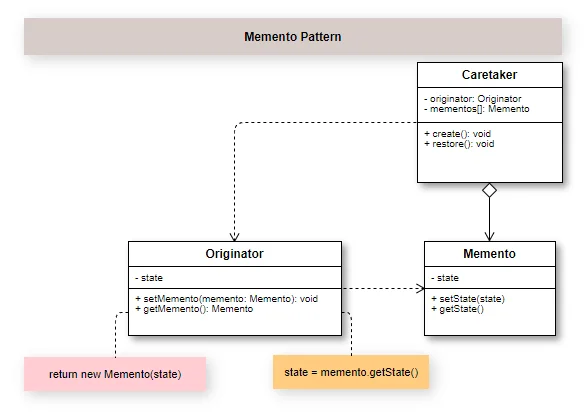 Memento Pattern
Caretaker
- originator: Originator
- mementos[]: Memento
+ create(): void
+ restore(): void
Originator
- state
+ setMemento(memento: Memento): void
+ getMemento(): Memento
Memento
- state
+ setState(state)
+ getState()
return new Memento(state)
state = memento.getState()